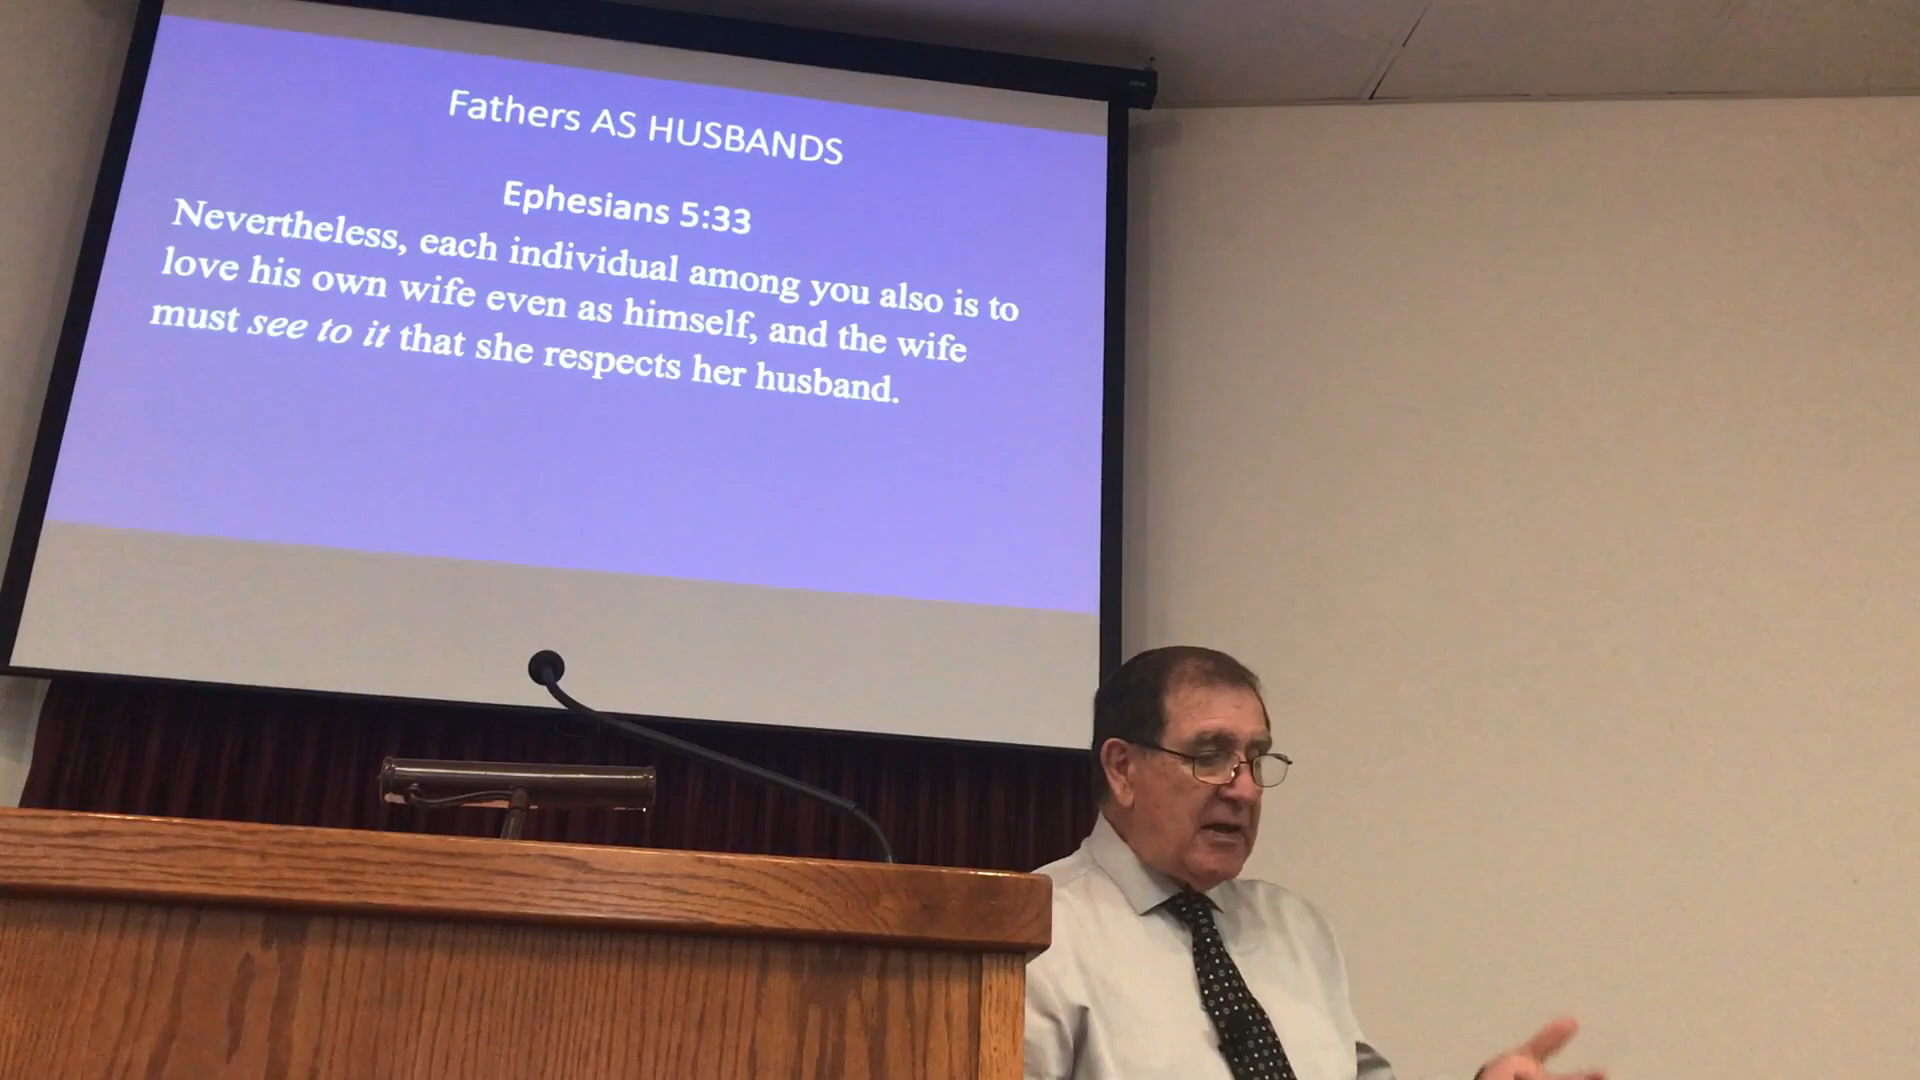 Fathers AS HUSBANDS
Ephesians 5:33
Nevertheless, each individual among you also is to
love his own wife even as himself, and the wife
must see to it that she respects her husband.